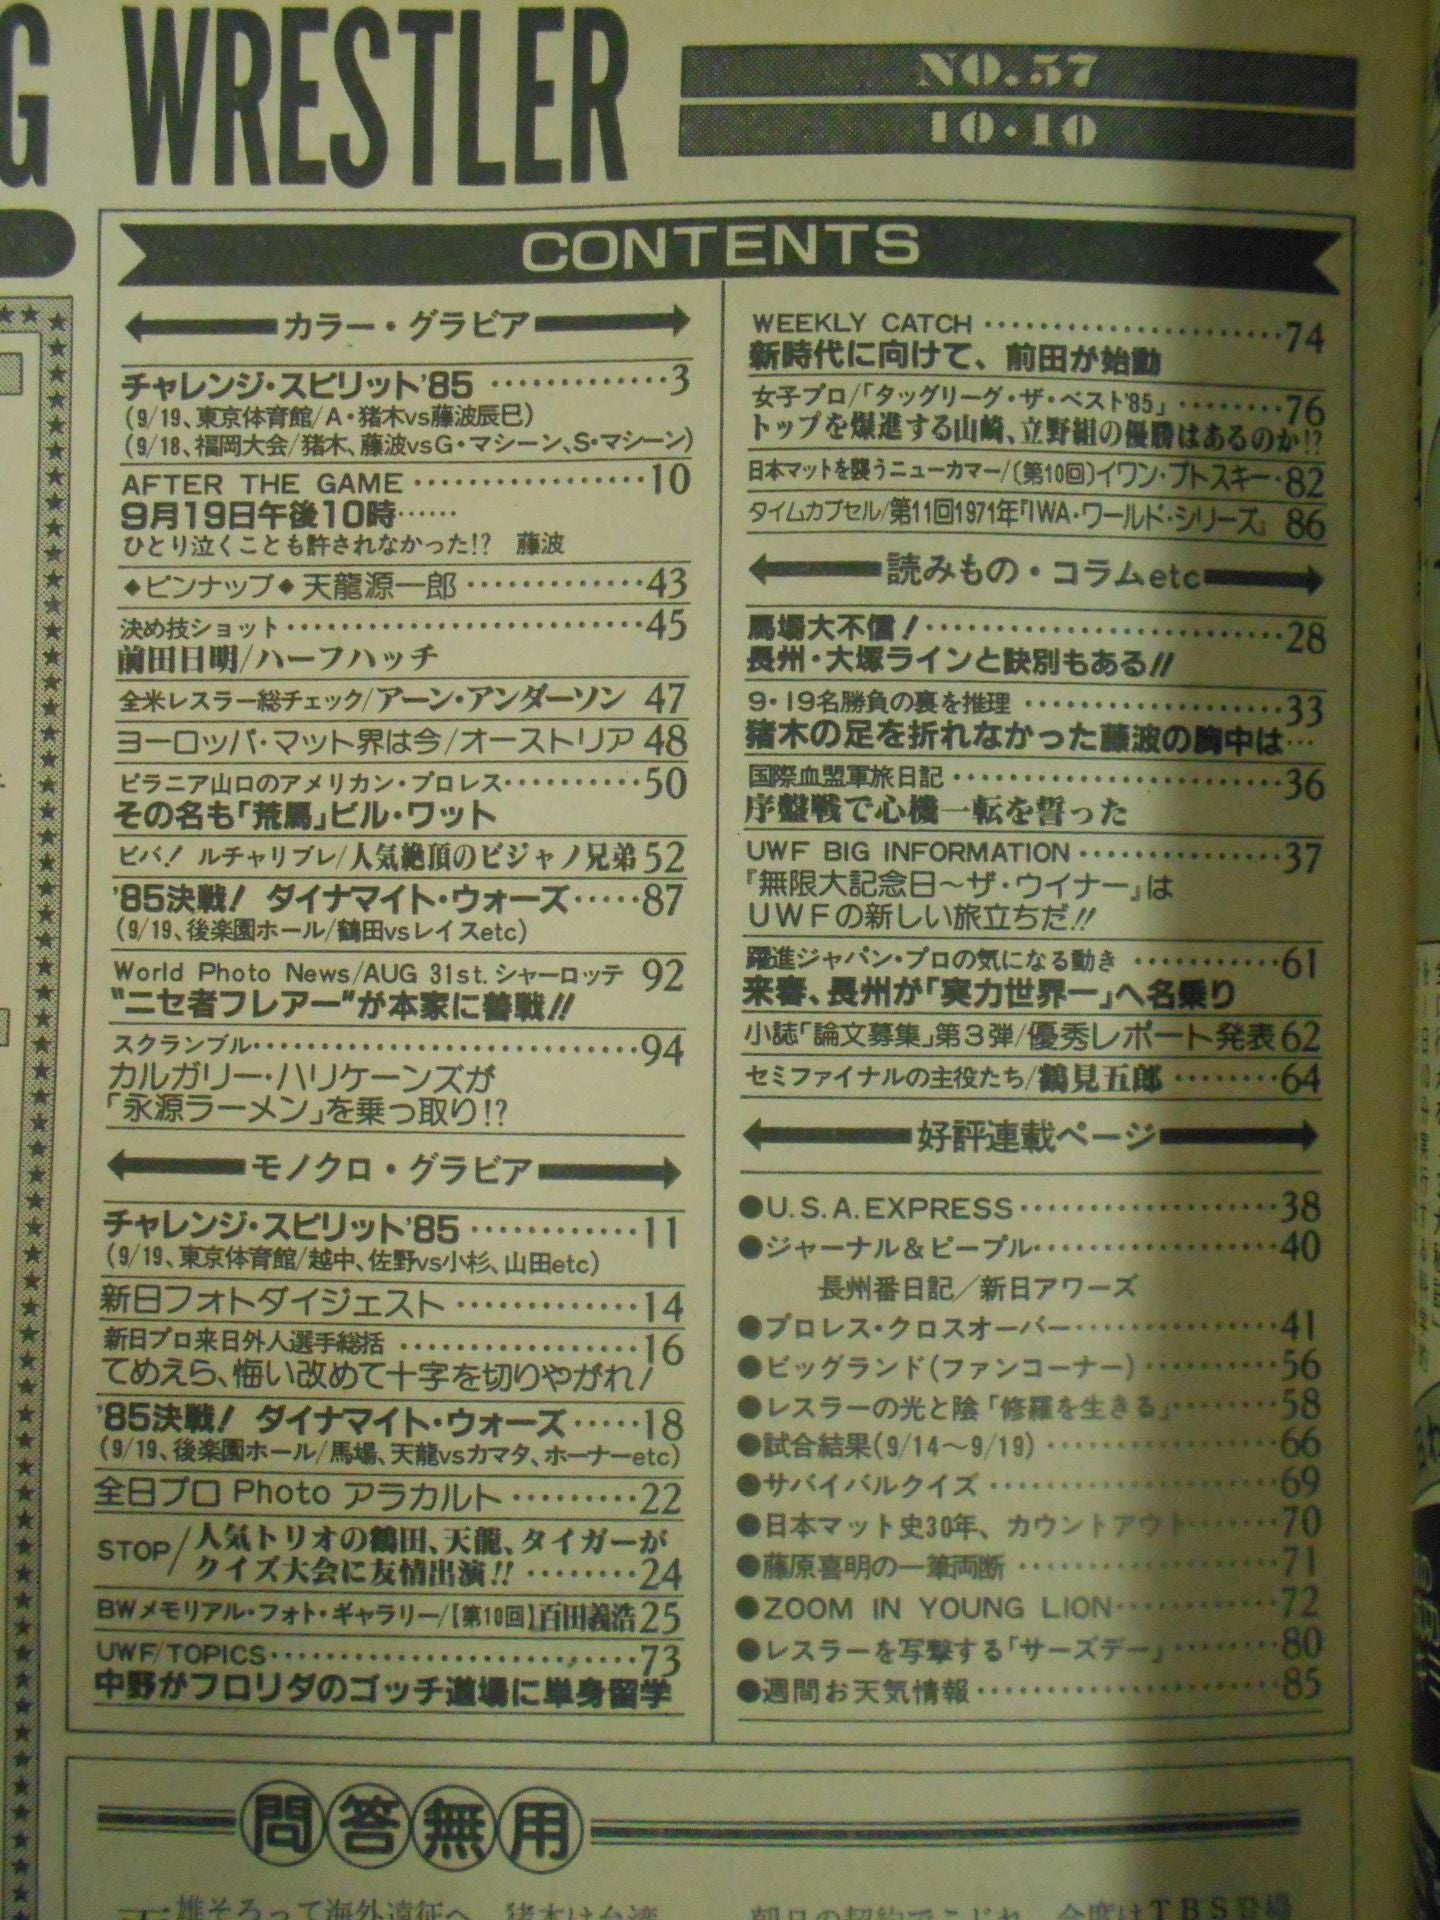 G WRESTLER
NO.57
10・10
CONTENTS
カラー・グラビア
チャレンジ・スピリット'85 …………… 3
(9/19、東京体育館/A・猪木vs藤波辰巳)
(9/18、福岡大会/猪木、藤波vsG・マシーン、S・マシーン)
AFTER THE GAME ………………… 10
9月19日午後10時……
ひとり泣くことも許されなかった!? 藤波
◆ピンナップ◆天龍源一郎 …………… 43
決め技ショット ………………………… 45
前田日明/ハーフハッチ
全米レスラー総チェック/アーン・アンダーソン 47
ヨーロッパ・マット界は今/オーストリア 48
ピラニア山口のアメリカン・プロレス ………… 50
その名も「荒馬」ビル・ワット
ビバ! ルチャリブレ/人気絶頂のビジャノ兄弟 52
'85決戦! ダイナマイト・ウォーズ …… 87
(9/19、後楽園ホール/鶴田vsレイスetc)
World Photo News/AUG 31st. シャーロッテ 92
"ニセ者フレアー"が本家に善戦!!
スクランブル …………………………… 94
カルガリー・ハリケーンズが
「永源ラーメン」を乗っ取り!?
モノクロ・グラビア
チャレンジ・スピリット'85 …………… 11
(9/19、東京体育館/越中、佐野vs小杉、山田etc)
新日フォトダイジェスト …………… 14
新日プロ来日外人選手総括 ………………… 16
てめえら、悔い改めて十字を切りやがれ!
'85決戦! ダイナマイト・ウォーズ …… 18
(9/19、後楽園ホール/馬場、天龍vsカマタ、ホーナーetc)
全日プロ Photo アラカルト ………… 22
STOP/人気トリオの鶴田、天龍、タイガーが
クイズ大会に友情出演!! ……… 24
BWメモリアル・フォト・ギャラリー/【第10回】百田義浩 25
UWF/TOPICS ………………………… 73
中野がフロリダのゴッチ道場に単身留学
WEEKLY CATCH ……………………… 74
新時代に向けて、前田が始動
女子プロ/「タッグリーグ・ザ・ベスト'85」 ……… 76
トップを爆進する山崎、立野組の優勝はあるのか!?
日本マットを襲うニューカマー/(第10回)イワン・プトスキー・82
タイムカプセル/第11回1971年『IWA・ワールド・シリーズ』 86
読みもの・コラムetc
馬場大不信! ………………………… 28
長州・大塚ラインと訣別もある!!
9・19名勝負の裏を推理 ………………… 33
猪木の足を折れなかった藤波の胸中は…
国際血盟軍旅日記 ……………………… 36
序盤戦で心機一転を誓った
UWF BIG INFORMATION …………… 37
『無限大記念日〜ザ・ウイナー』は
UWFの新しい旅立ちだ!!
躍進ジャパン・プロの気になる動き ………… 61
来春、長州が「実力世界一」へ名乗り
小誌「論文募集」第3弾/優秀レポート発表 62
セミファイナルの主役たち/鶴見五郎 ……… 64
好評連載ページ
●U.S.A.EXPRESS ………………… 38
●ジャーナル&ピープル ………………… 40
長州番日記/新日アワーズ
●プロレス・クロスオーバー …………… 41
●ビッグランド(ファンコーナー) ………… 56
●レスラーの光と陰「修羅を生きる」 ……… 58
●試合結果(9/14〜9/19) ……………… 66
●サバイバルクイズ …………………… 69
●日本マット史30年、カウントアウト …… 70
●藤原喜明の一筆両断 ………………… 71
●ZOOM IN YOUNG LION ………… 72
●レスラーを写撃する「サーズデー」 ……… 80
●週間お天気情報 ……………………… 85
問答無用
雄そろって海外遠征へ。猪木は台湾
朝日の契約でこじれ、今度はTBS登場